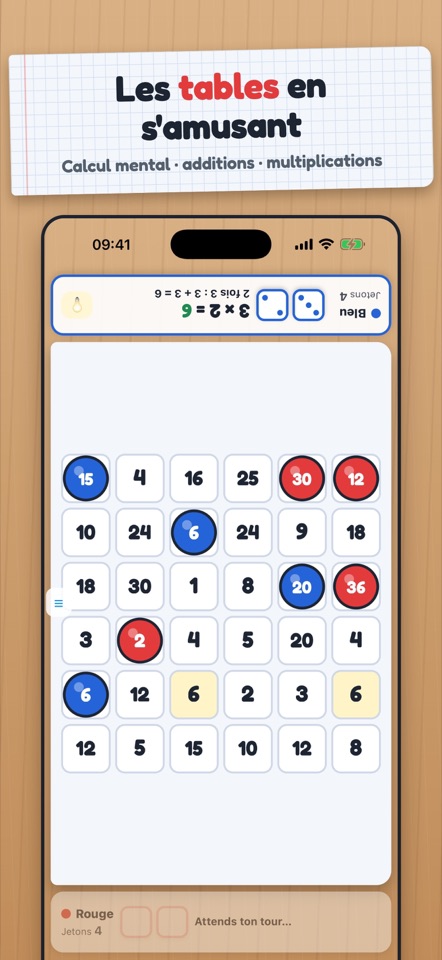 Les tables en
s'amusant
Calcul mental · additions · multiplications
09:41
Bleu
Jetons 4
3 × 2 = 6
2 fois 3 : 3 + 3 = 6
15 4 16 25 30 12
10 24 6 24 9 18
18 30 1 8 20 36
3 2 4 5 20 4
6 12 6 2 3 6
12 5 15 10 12 8
Rouge
Jetons 4
Attends ton tour...